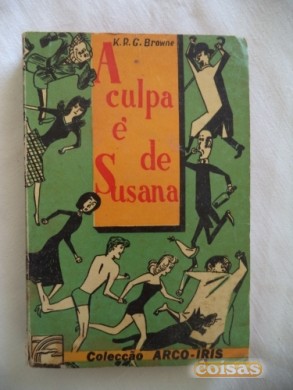 K. R. G. Browne
A
culpa
é de
Susana
Colecção ARCO-IRIS
coisas